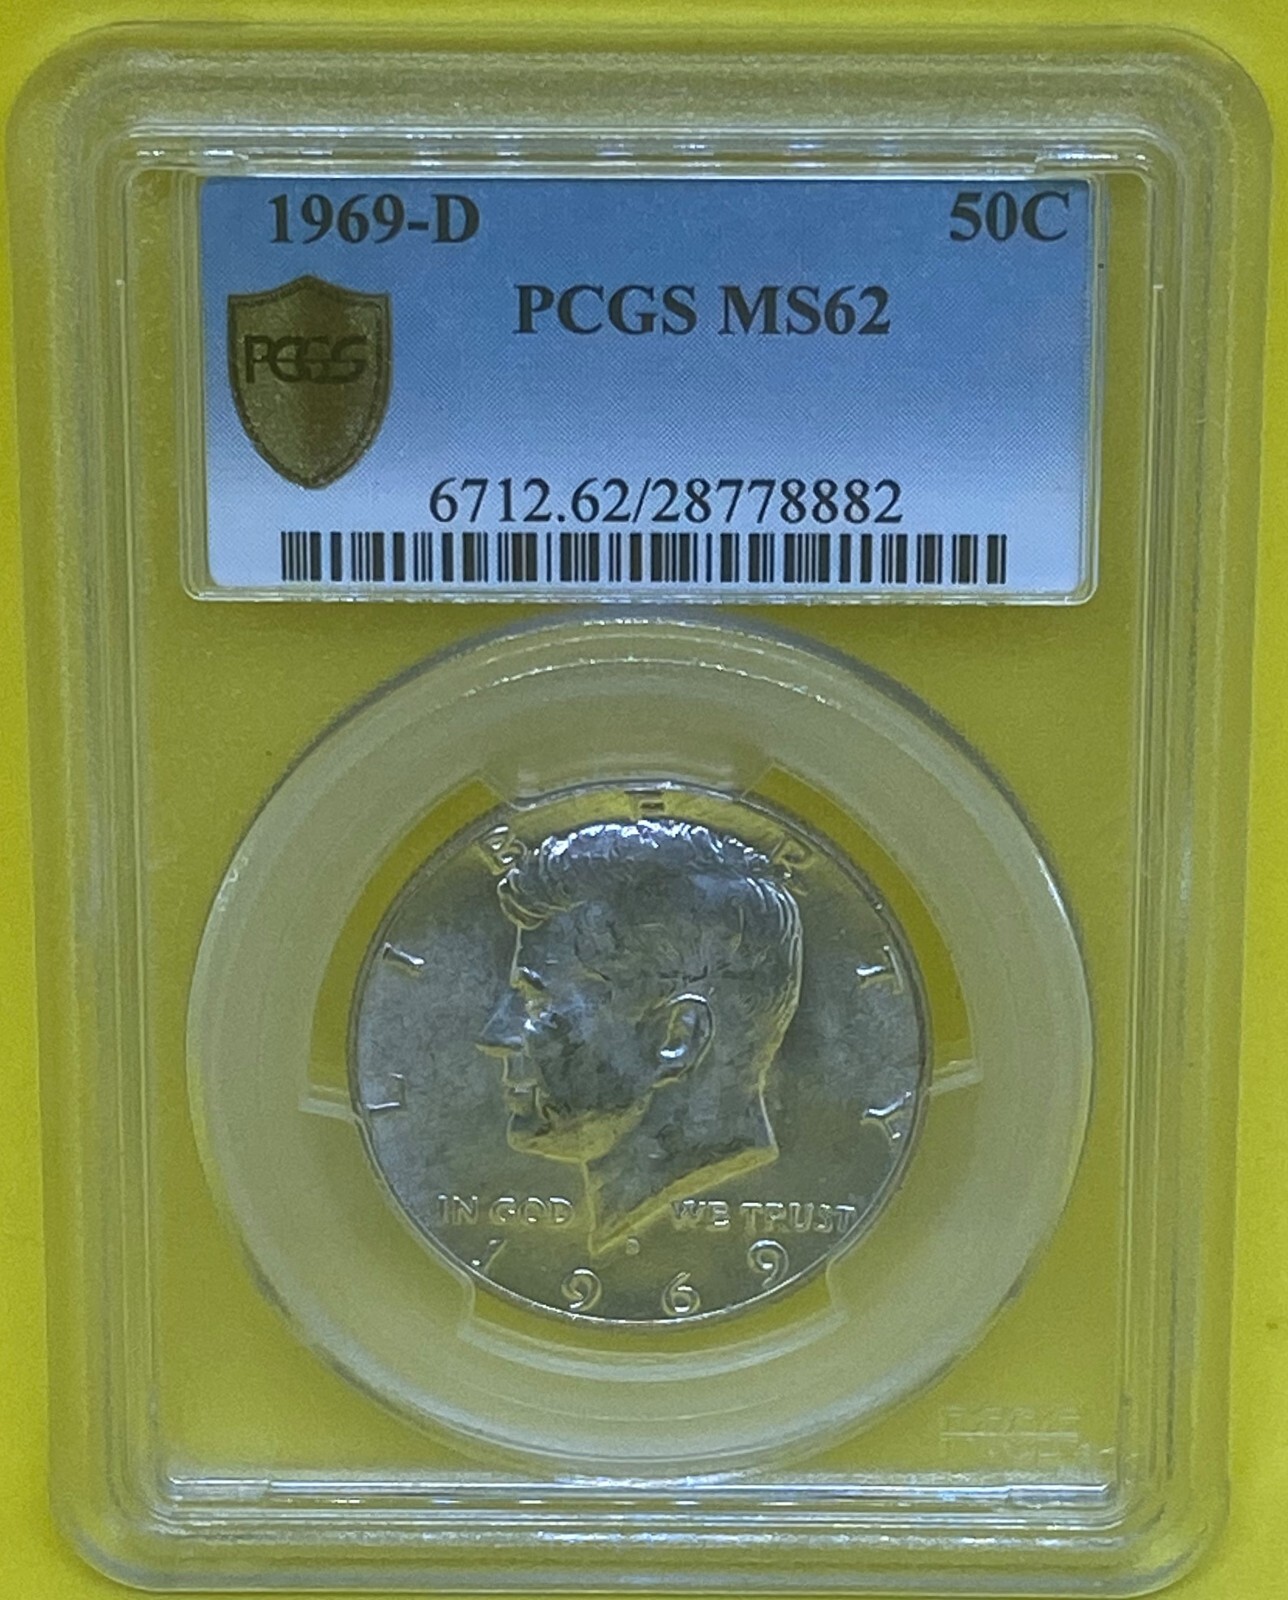 1969-D 50C
PCGS MS62
PCGS
6712.62/28778882
LIBERTY
IN GOD WE TRUST
1969